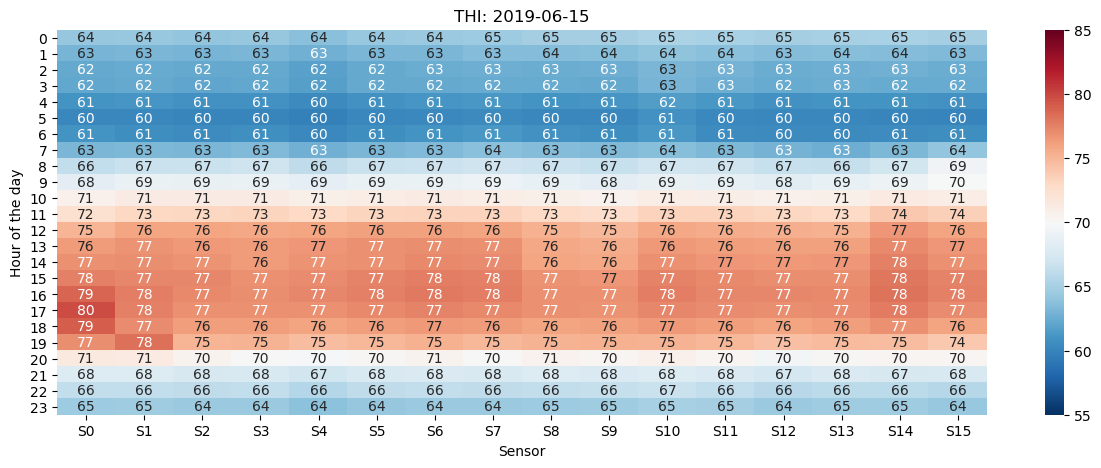 THI: 2019-06-15
0 64 64 64 64 64 64 64 65 65 65 65 65 65 65 65 65
1 63 63 63 63 63 63 63 63 64 64 64 64 63 64 64 63
2 62 62 62 62 62 62 63 63 63 63 63 63 63 63 63 63
3 62 62 62 62 62 62 62 62 62 62 63 63 62 63 62 62
4 61 61 61 61 60 61 61 61 61 61 62 61 61 61 61 61
5 60 60 60 60 60 60 60 60 60 60 61 60 60 60 60 60
6 61 61 61 61 60 61 61 61 61 60 61 61 60 60 61 61
7 63 63 63 63 63 63 63 64 63 63 64 63 63 63 63 64
8 66 67 67 67 66 67 67 67 67 67 67 67 67 66 67 69
9 68 69 69 69 69 69 69 69 69 68 69 69 68 69 69 70
10 71 71 71 71 71 71 71 71 71 71 71 71 71 71 71 71
11 72 73 73 73 73 73 73 73 73 73 73 73 73 73 74 74
12 75 76 76 76 76 76 76 76 75 75 76 76 76 75 77 76
13 76 77 76 76 77 77 77 77 76 76 76 76 76 76 77 77
14 77 77 77 76 77 77 77 77 76 76 77 77 77 77 78 77
15 78 77 77 77 77 77 78 78 77 77 77 77 77 77 78 77
16 79 78 77 77 77 78 78 78 77 77 78 77 77 77 78 78
17 80 78 77 77 77 77 77 77 77 77 77 77 77 77 78 77
18 79 77 76 76 76 76 77 76 76 76 77 76 76 76 77 76
19 77 78 75 75 75 75 75 75 75 75 75 75 75 75 75 74
20 71 71 70 70 70 70 71 70 71 70 71 70 70 70 70 70
21 68 68 68 68 67 68 68 68 68 68 68 68 67 68 67 68
22 66 66 66 66 66 66 66 66 66 66 67 66 66 66 66 66
23 65 65 64 64 64 64 64 64 65 65 65 65 64 65 65 64
S0 S1 S2 S3 S4 S5 S6 S7 S8 S9 S10 S11 S12 S13 S14 S15
Sensor
Hour of the day
85
80
75
70
65
60
55